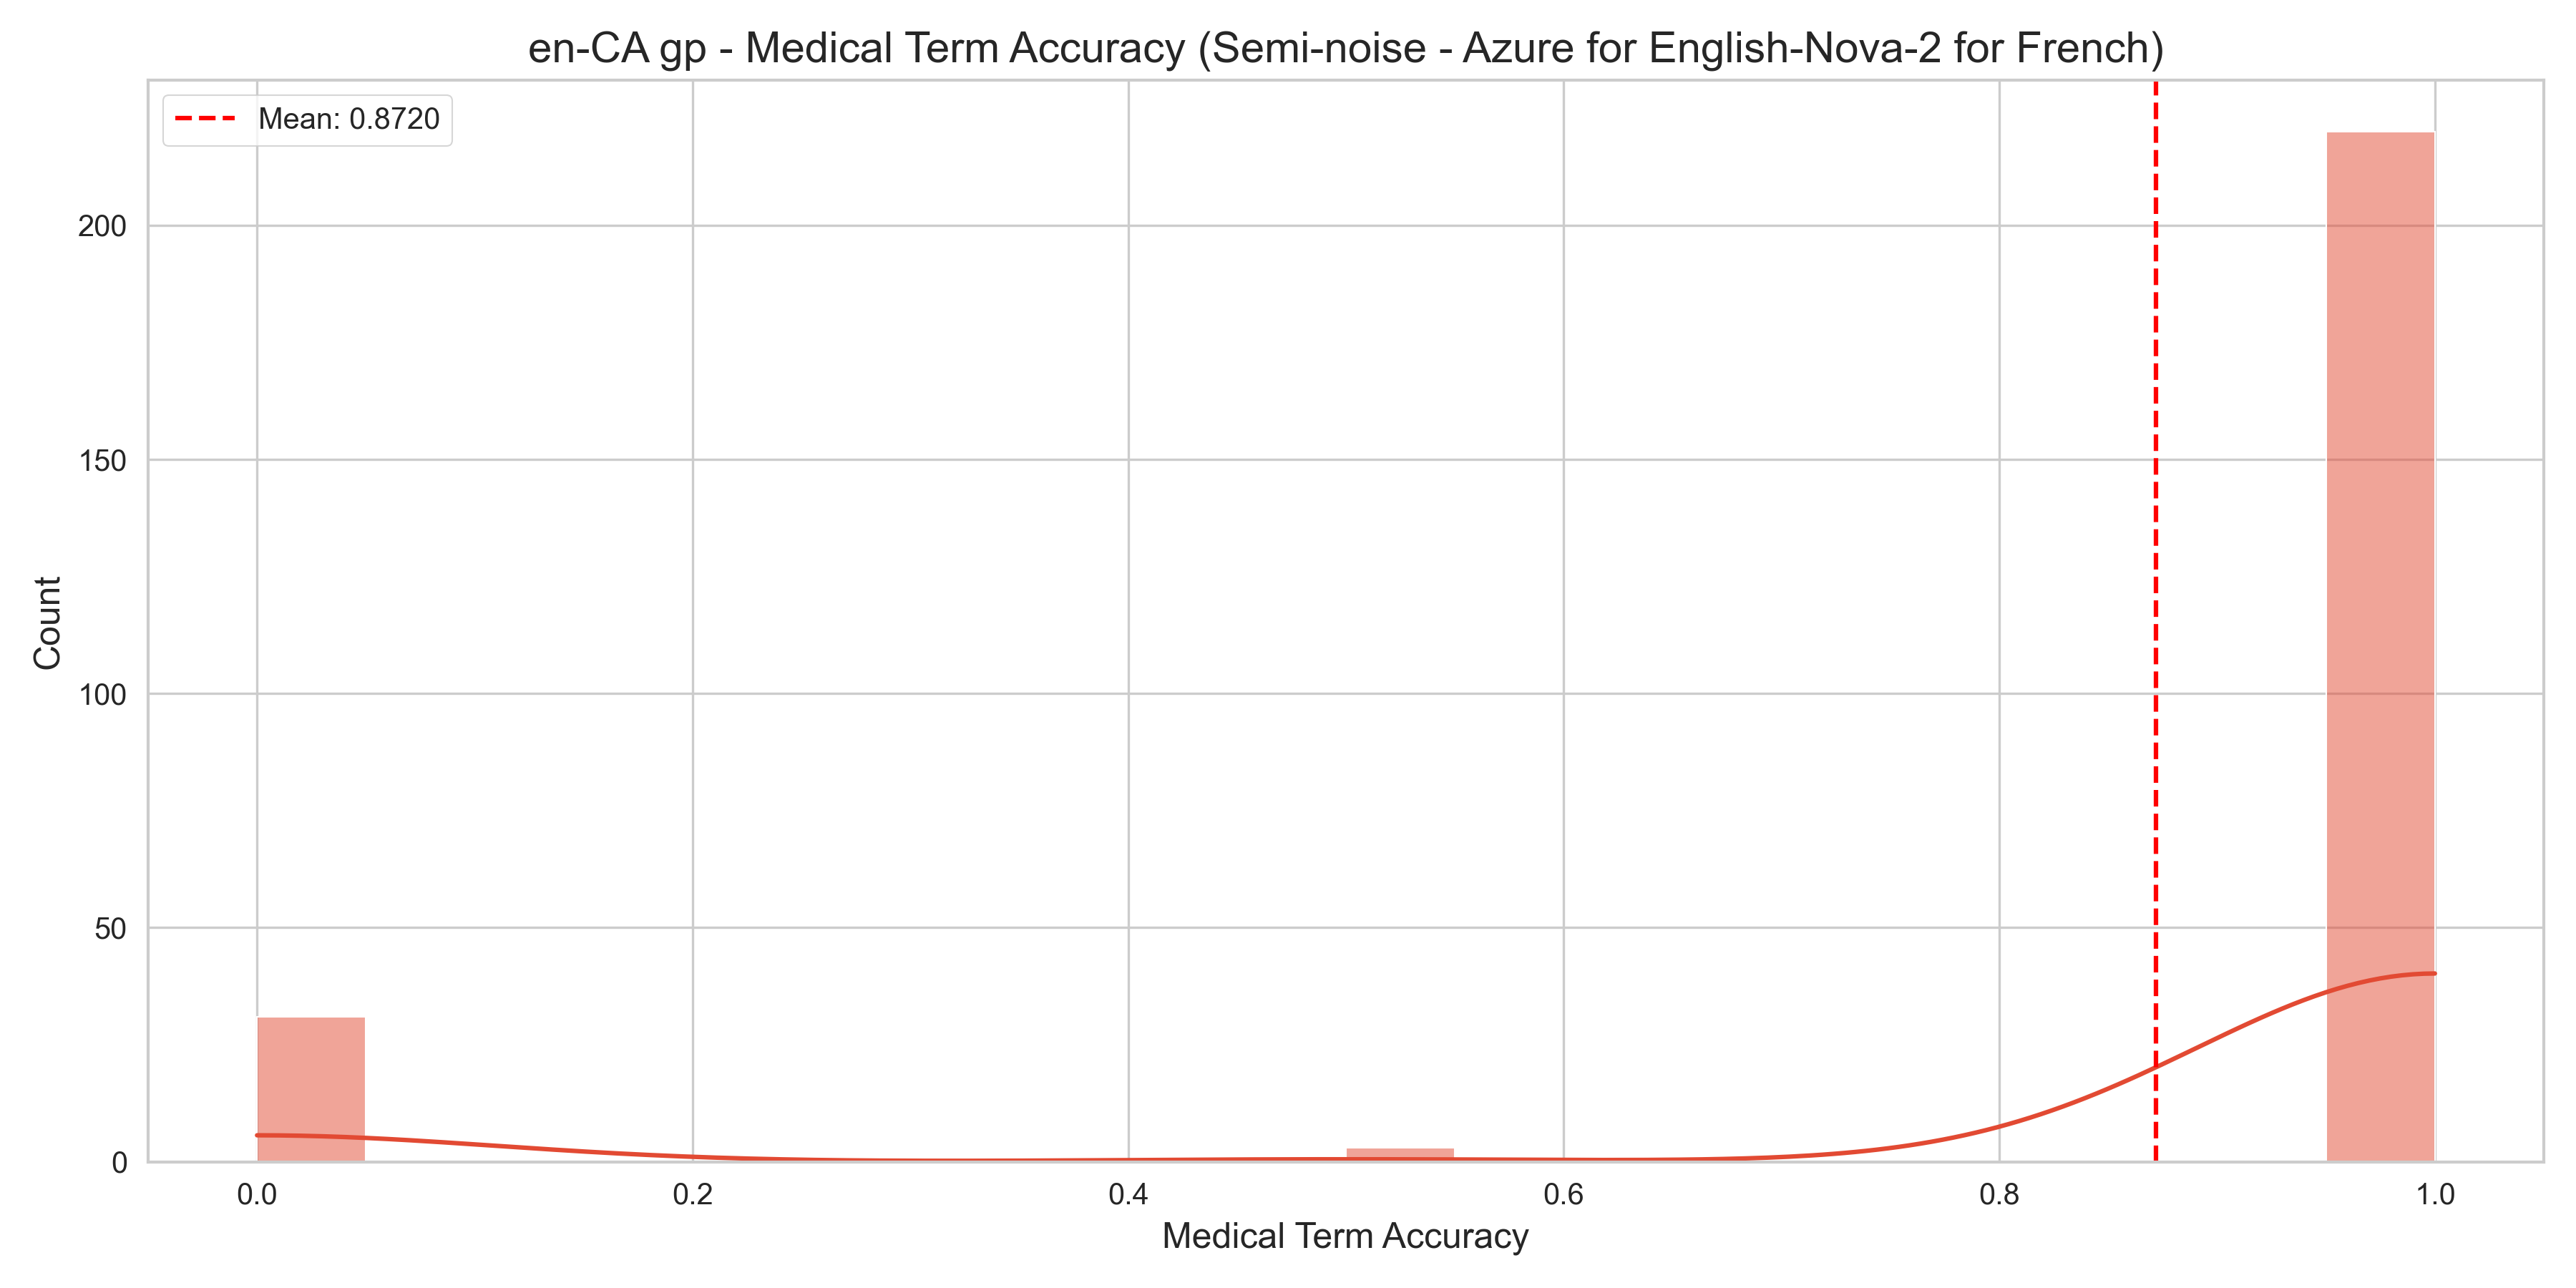 en-CA gp - Medical Term Accuracy (Semi-noise - Azure for English-Nova-2 for French)
Mean: 0.8720
200
150
100
50
0
Count
0.0 0.2 0.4 0.6 0.8 1.0
Medical Term Accuracy